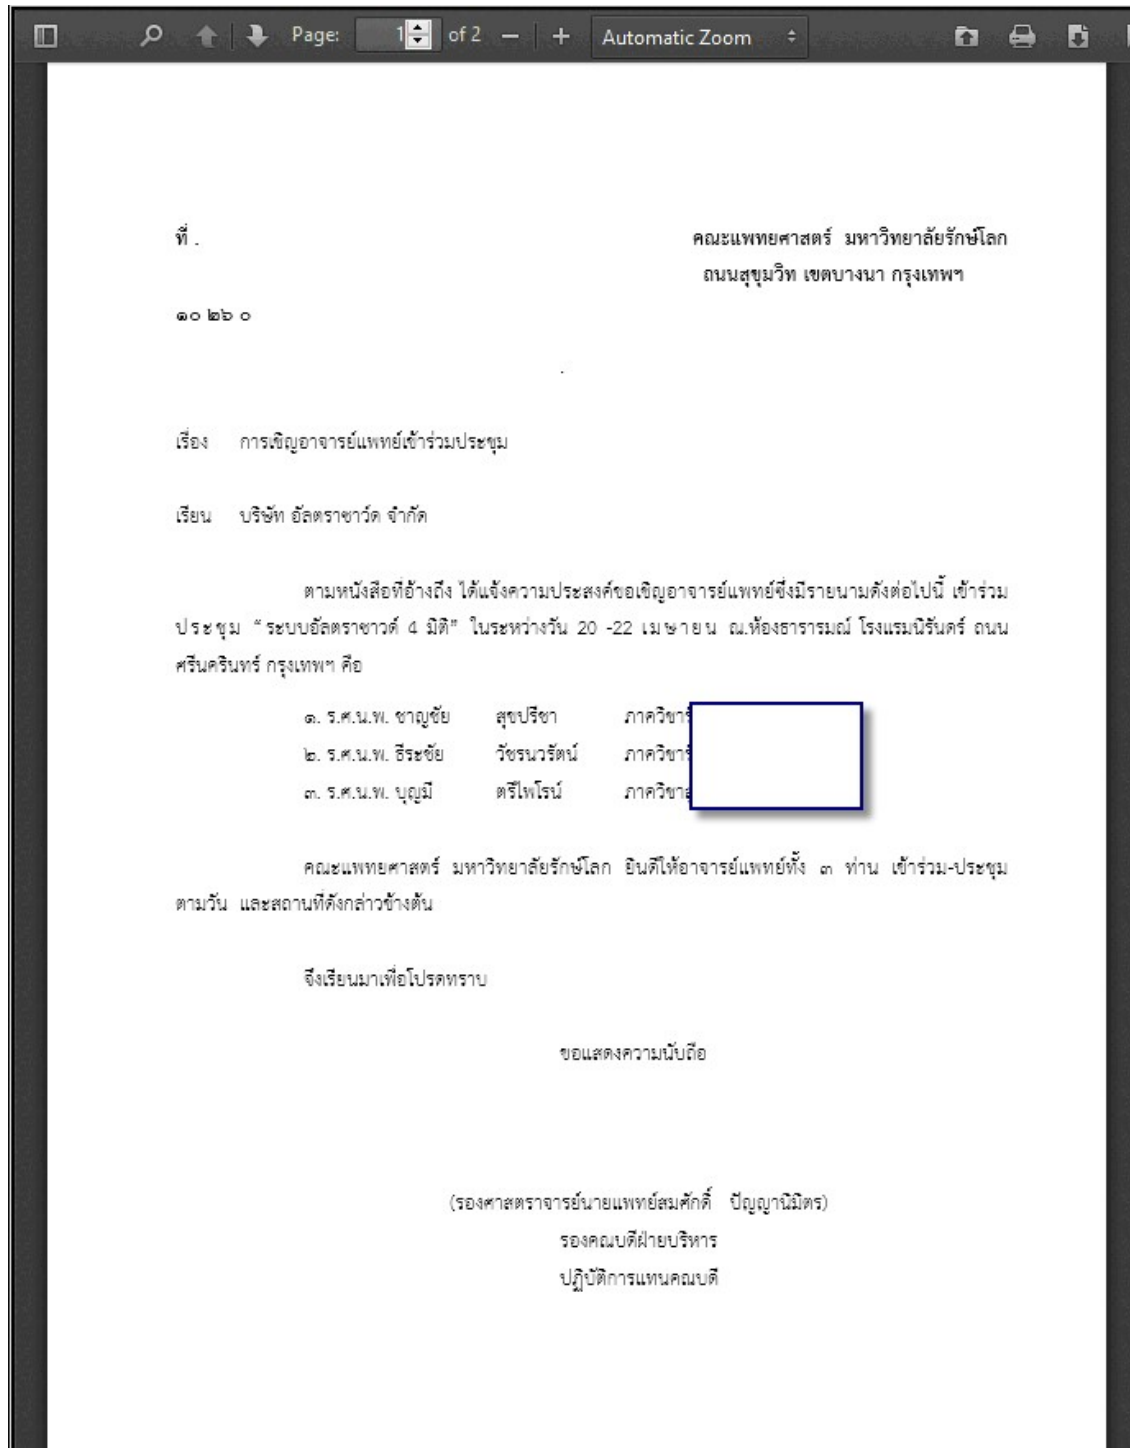 Page: 1 of 2 Automatic Zoom
ที่ . คณะแพทยศาสตร์ มหาวิทยาลัยรักษ์โลก
ถนนสุขุมวิท เขตบางนา กรุงเทพฯ
๑๐ ๒๖ ๐
.
เรื่อง การเชิญอาจารย์แพทย์เข้าร่วมประชุม
เรียน บริษัท อัลตราซาว์ด จำกัด
ตามหนังสือที่อ้างถึง ได้แจ้งความประสงค์ขอเชิญอาจารย์แพทย์ซึ่งมีรายนามดังต่อไปนี้ เข้าร่วม
ประชุม “ ระบบอัลตราซาวด์ 4 มิติ” ในระหว่างวัน 20 -22 เมษายน ณ.ห้องธารารมณ์ โรงแรมนิรันดร์ ถนน
ศรีนครินทร์ กรุงเทพฯ คือ
๑. ร.ศ.น.พ. ชาญชัย สุขปรีชา ภาควิชา
๒. ร.ศ.น.พ. ธีระชัย วัชรนวรัตน์ ภาควิชา
๓. ร.ศ.น.พ. บุญมี ตรีไพโรน์ ภาควิชา
คณะแพทยศาสตร์ มหาวิทยาลัยรักษ์โลก ยินดีให้อาจารย์แพทย์ทั้ง ๓ ท่าน เข้าร่วม-ประชุม
ตามวัน และสถานที่ดังกล่าวข้างต้น
จึงเรียนมาเพื่อโปรดทราบ
ขอแสดงความนับถือ
(รองศาสตราจารย์นายแพทย์สมศักดิ์ ปัญญานิมิตร)
รองคณบดีฝ่ายบริหาร
ปฏิบัติการแทนคณบดี